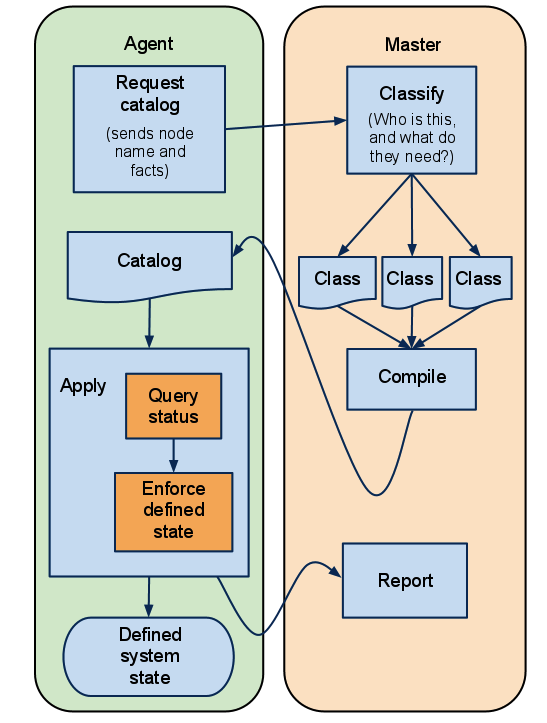 Agent
Request
catalog
(sends node
name and
facts)
Catalog
Apply
Query
status
Enforce
defined
state
Defined
system
state
Master
Classify
(Who is this,
and what do
they need?)
Class
Class
Class
Compile
Report